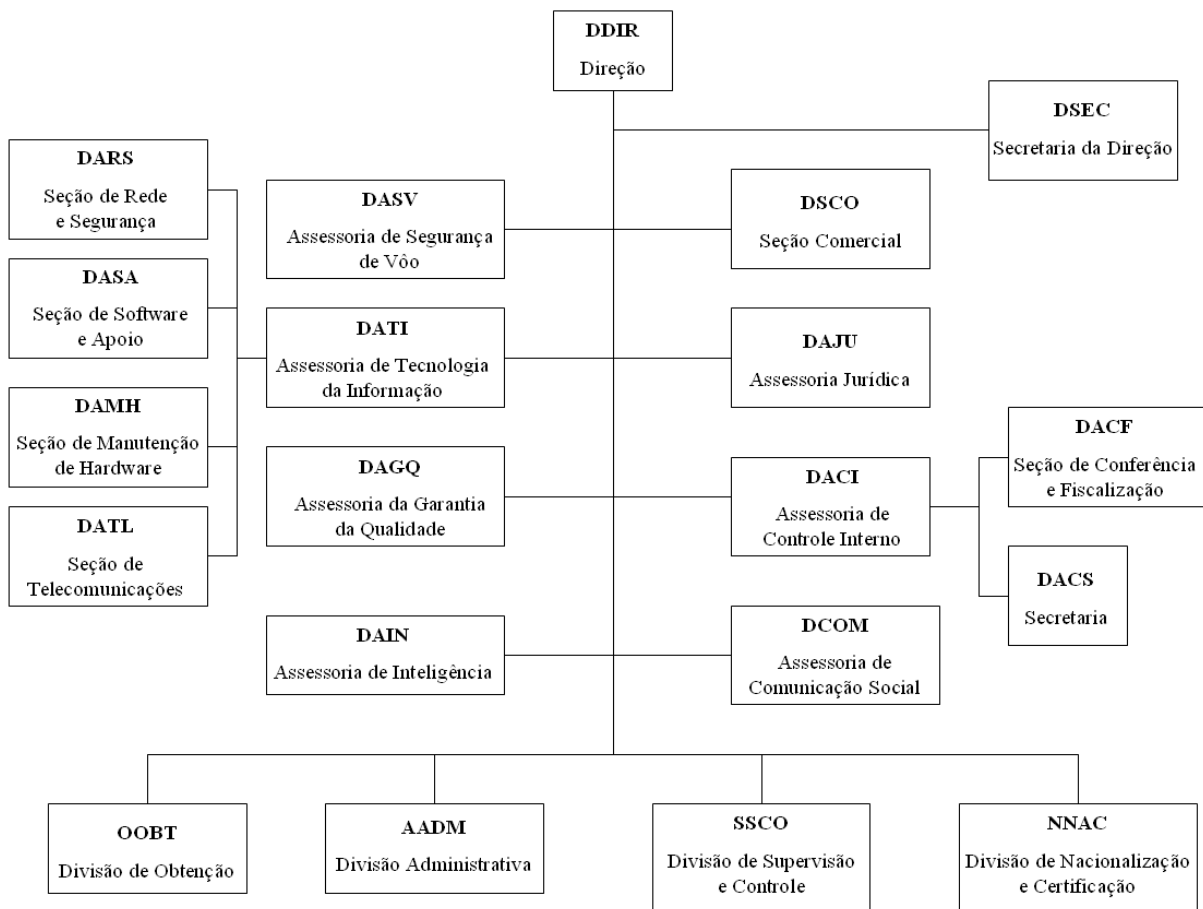 DDIR
Direção
DSEC
Secretaria da Direção
DARS
Seção de Rede
e Segurança
DASV
Assessoria de Segurança
de Vôo
DSCO
Seção Comercial
DASA
Seção de Software
e Apoio
DATI
Assessoria de Tecnologia
da Informação
DAJU
Assessoria Jurídica
DAMH
Seção de Manutenção
de Hardware
DAGQ
Assessoria da Garantia
da Qualidade
DACI
Assessoria de
Controle Interno
DACF
Seção de Conferência
e Fiscalização
DATL
Seção de
Telecomunicações
DACS
Secretaria
DAIN
Assessoria de Inteligência
DCOM
Assessoria de
Comunicação Social
OOBT
Divisão de Obtenção
AADM
Divisão Administrativa
SSCO
Divisão de Supervisão
e Controle
NNAC
Divisão de Nacionalização
e Certificação